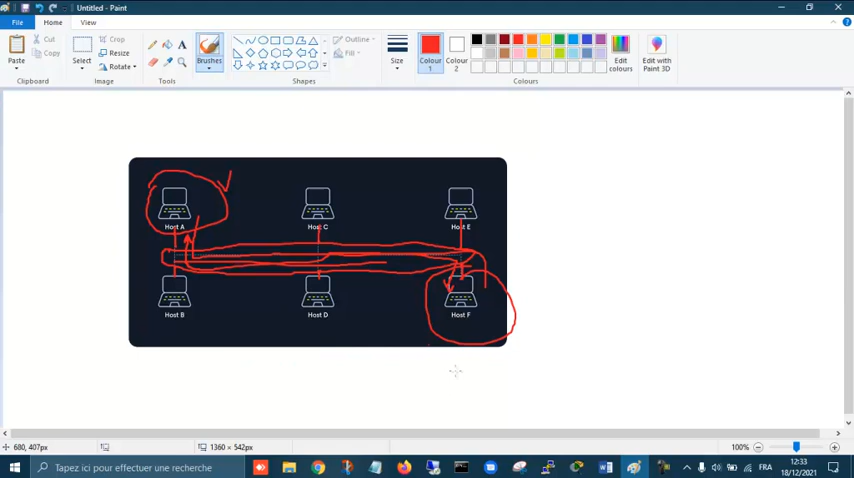 Untitled - Paint
File Home View
Paste
Cut
Copy
Clipboard
Select
Crop
Resize
Rotate
Image
Tools
Brushes
Shapes
Outline
Fill
Size
Colour 1
Colour 2
Colours
Edit colours
Edit with Paint 3D
Host A
Host C
Host E
Host B
Host D
Host F
680, 407px
1360 × 542px
100%
Tapez ici pour effectuer une recherche
FRA
12:33
18/12/2021